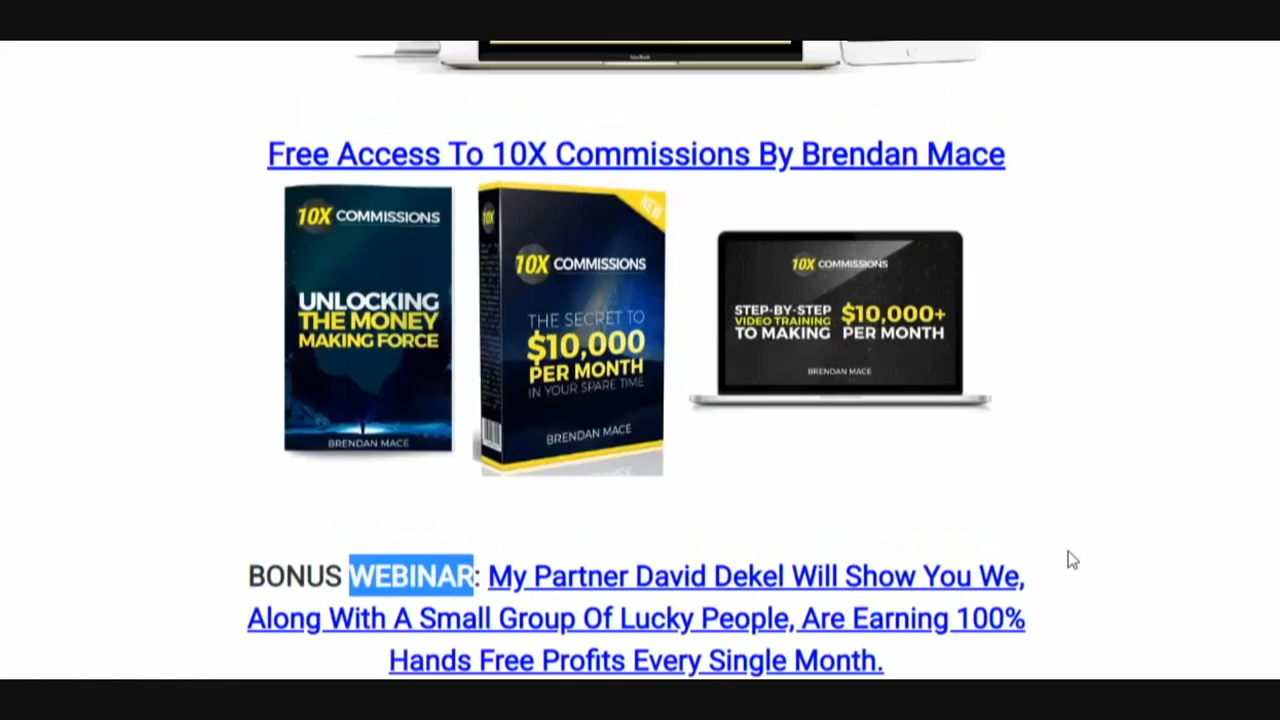 MacBook
Free Access To 10X Commissions By Brendan Mace
10X COMMISSIONS
UNLOCKING
THE MONEY
MAKING FORCE
BRENDAN MACE
NEW
10X
10X COMMISSIONS
THE SECRET TO
$10,000
PER MONTH
IN YOUR SPARE TIME
BRENDAN MACE
10X COMMISSIONS
STEP-BY-STEP
VIDEO TRAINING
TO MAKING
$10,000+
PER MONTH
BRENDAN MACE
BONUS WEBINAR: My Partner David Dekel Will Show You We,
Along With A Small Group Of Lucky People, Are Earning 100%
Hands Free Profits Every Single Month.